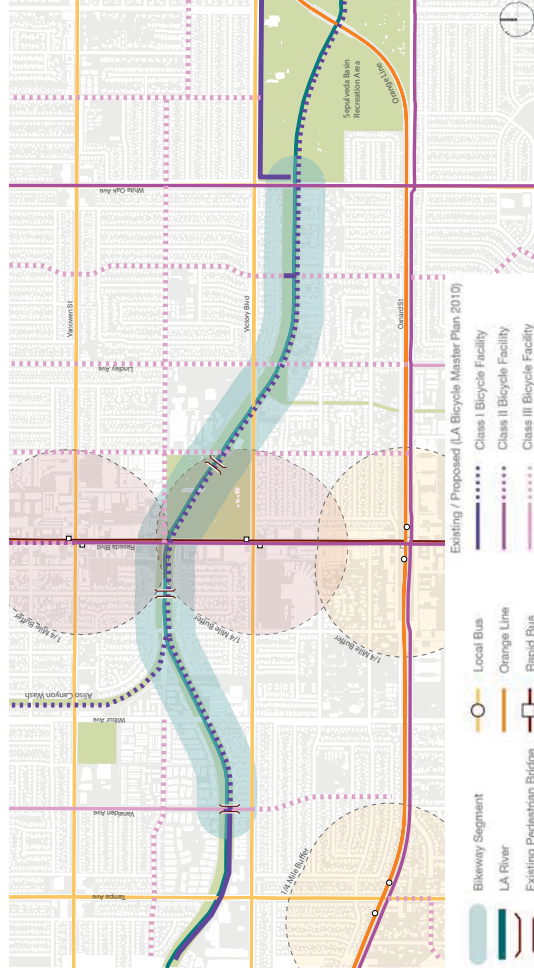 Sepulveda Basin
Recreation Area
Orange Line
White Oak Ave
Vanowen St
Victory Blvd
Oxnard St
Lindley Ave
Reseda Blvd
1/4 Mile Buffer
1/4 Mile Buffer
1/4 Mile Buffer
Aliso Canyon Wash
Wilbur Ave
Vanalden Ave
1/4 Mile Buffer
Tampa Ave
Bikeway Segment
LA River
Existing Pedestrian Bridge
Local Bus
Orange Line
Rapid Bus
Existing / Proposed (LA Bicycle Master Plan 2010)
Class I Bicycle Facility
Class II Bicycle Facility
Class III Bicycle Facility